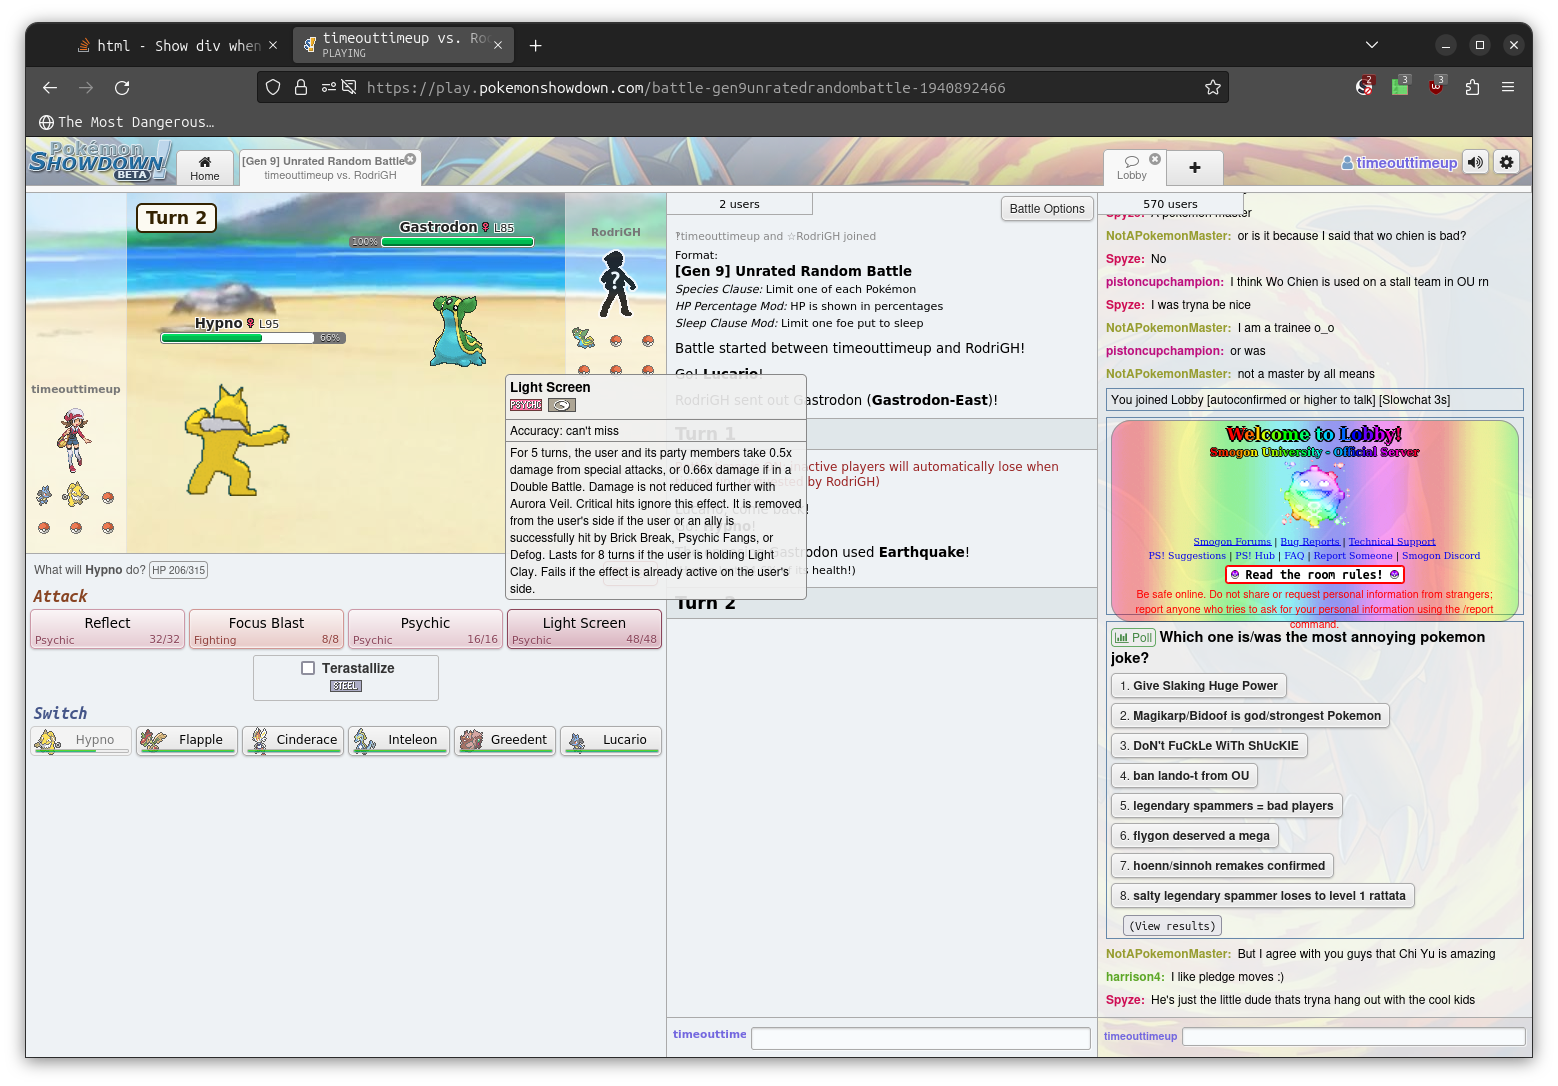 html - Show div when
timeouttimeup vs. Ro
PLAYING
https://play.pokemonshowdown.com/battle-gen9unratedrandombattle-1940892466
2
3
3
The Most Dangerous…
Pokémon
SHOWDOWN!
BETA
Home
[Gen 9] Unrated Random Battle
timeouttimeup vs. RodriGH
Lobby
timeouttimeup
Turn 2
Gastrodon L85
100%
Hypno L95
66%
RodriGH
timeouttimeup
2 users
Battle Options
?timeouttimeup and ☆RodriGH joined
Format:
[Gen 9] Unrated Random Battle
Species Clause: Limit one of each Pokémon
HP Percentage Mod: HP is shown in percentages
Sleep Clause Mod: Limit one foe put to sleep
Battle started between timeouttimeup and RodriGH!
Go! Lucario!
RodriGH sent out Gastrodon (Gastrodon-East)!
Turn 1
active players will automatically lose when
by RodriGH)
Lucario, come back!
Go! Hypno!
used Earthquake!
its health!)
Turn 2
Light Screen
PSYCHC
Accuracy: can't miss
For 5 turns, the user and its party members take 0.5x
damage from special attacks, or 0.66x damage if in a
Double Battle. Damage is not reduced further with
Aurora Veil. Critical hits ignore this effect. It is removed
from the user's side if the user or an ally is
successfully hit by Brick Break, Psychic Fangs, or
Defog. Lasts for 8 turns if the user is holding Light
Clay. Fails if the effect is already active on the user's
side.
What will Hypno do? HP 206/315
Attack
Reflect
Psychic 32/32
Focus Blast
Fighting 8/8
Psychic
Psychic 16/16
Light Screen
Psychic 48/48
Terastallize
STEEL
Switch
Hypno
Flapple
Cinderace
Inteleon
Greedent
Lucario
timeouttime
570 users
Spyze: A pokemon master
NotAPokemonMaster: or is it because I said that wo chien is bad?
Spyze: No
pistoncupchampion: I think Wo Chien is used on a stall team in OU rn
Spyze: I was tryna be nice
NotAPokemonMaster: I am a trainee o_o
pistoncupchampion: or was
NotAPokemonMaster: not a master by all means
You joined Lobby [autoconfirmed or higher to talk] [Slowchat 3s]
Welcome to Lobby!
Smogon University - Official Server
Smogon Forums | Bug Reports | Technical Support
PS! Suggestions | PS! Hub | FAQ | Report Someone | Smogon Discord
Read the room rules!
Be safe online. Do not share or request personal information from strangers;
report anyone who tries to ask for your personal information using the /report
command.
Poll Which one is/was the most annoying pokemon
joke?
1. Give Slaking Huge Power
2. Magikarp/Bidoof is god/strongest Pokemon
3. DoN't FuCkLe WiTh ShUcKlE
4. ban lando-t from OU
5. legendary spammers = bad players
6. flygon deserved a mega
7. hoenn/sinnoh remakes confirmed
8. salty legendary spammer loses to level 1 rattata
(View results)
NotAPokemonMaster: But I agree with you guys that Chi Yu is amazing
harrison4: I like pledge moves :)
Spyze: He's just the little dude thats tryna hang out with the cool kids
timeouttimeup